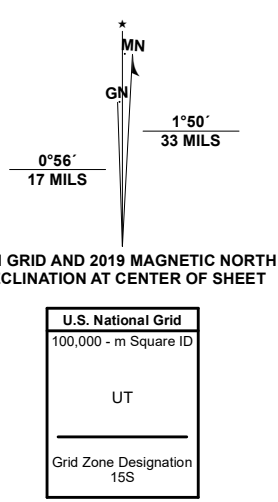 ★
MN
GN
1°50´
33 MILS
0°56´
17 MILS
GRID AND 2019 MAGNETIC NORTH
CLINATION AT CENTER OF SHEET
U.S. National Grid
100,000 - m Square ID
UT
Grid Zone Designation
15S